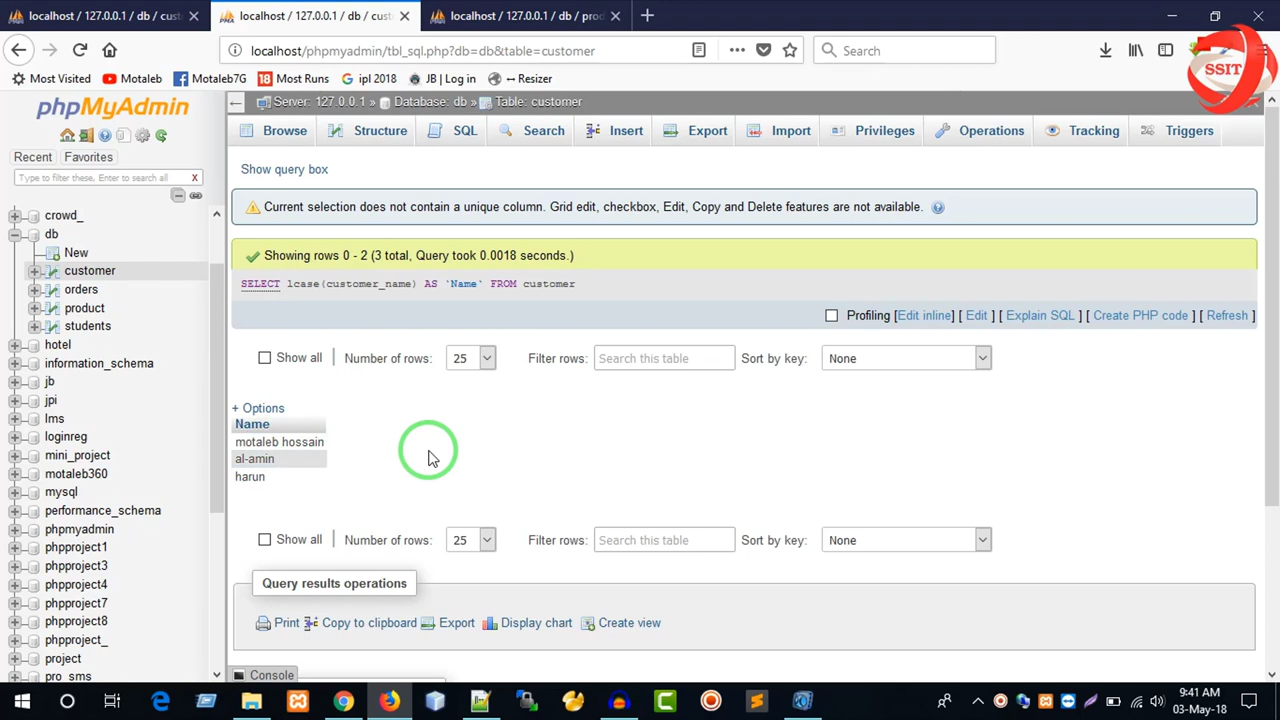 localhost / 127.0.0.1 / db / cust
localhost / 127.0.0.1 / db / cust
localhost / 127.0.0.1 / db / prod
localhost/phpmyadmin/tbl_sql.php?db=db&table=customer
Search
Most Visited
Motaleb
Motaleb7G
18 Most Runs
ipl 2018
JB | Log in
↔ Resizer
SSIT
phpMyAdmin
Recent
Favorites
Type to filter these, Enter to search all
X
crowd_
db
New
customer
orders
product
students
hotel
information_schema
jb
jpi
lms
loginreg
mini_project
motaleb360
mysql
performance_schema
phpmyadmin
phpproject1
phpproject3
phpproject4
phpproject7
phpproject8
phpproject_
project
pro_sms
Server: 127.0.0.1 » Database: db » Table: customer
Browse
Structure
SQL
Search
Insert
Export
Import
Privileges
Operations
Tracking
Triggers
Show query box
Current selection does not contain a unique column. Grid edit, checkbox, Edit, Copy and Delete features are not available.
Showing rows 0 - 2 (3 total, Query took 0.0018 seconds.)
SELECT lcase(customer_name) AS `Name` FROM customer
Profiling [Edit inline] [ Edit ] [ Explain SQL ] [ Create PHP code ] [ Refresh ]
Show all | Number of rows: 25 Filter rows: Search this table Sort by key: None
+ Options
Name
motaleb hossain
al-amin
harun
Show all | Number of rows: 25 Filter rows: Search this table Sort by key: None
Query results operations
Print Copy to clipboard Export Display chart Create view
Console
9:41 AM
03-May-18